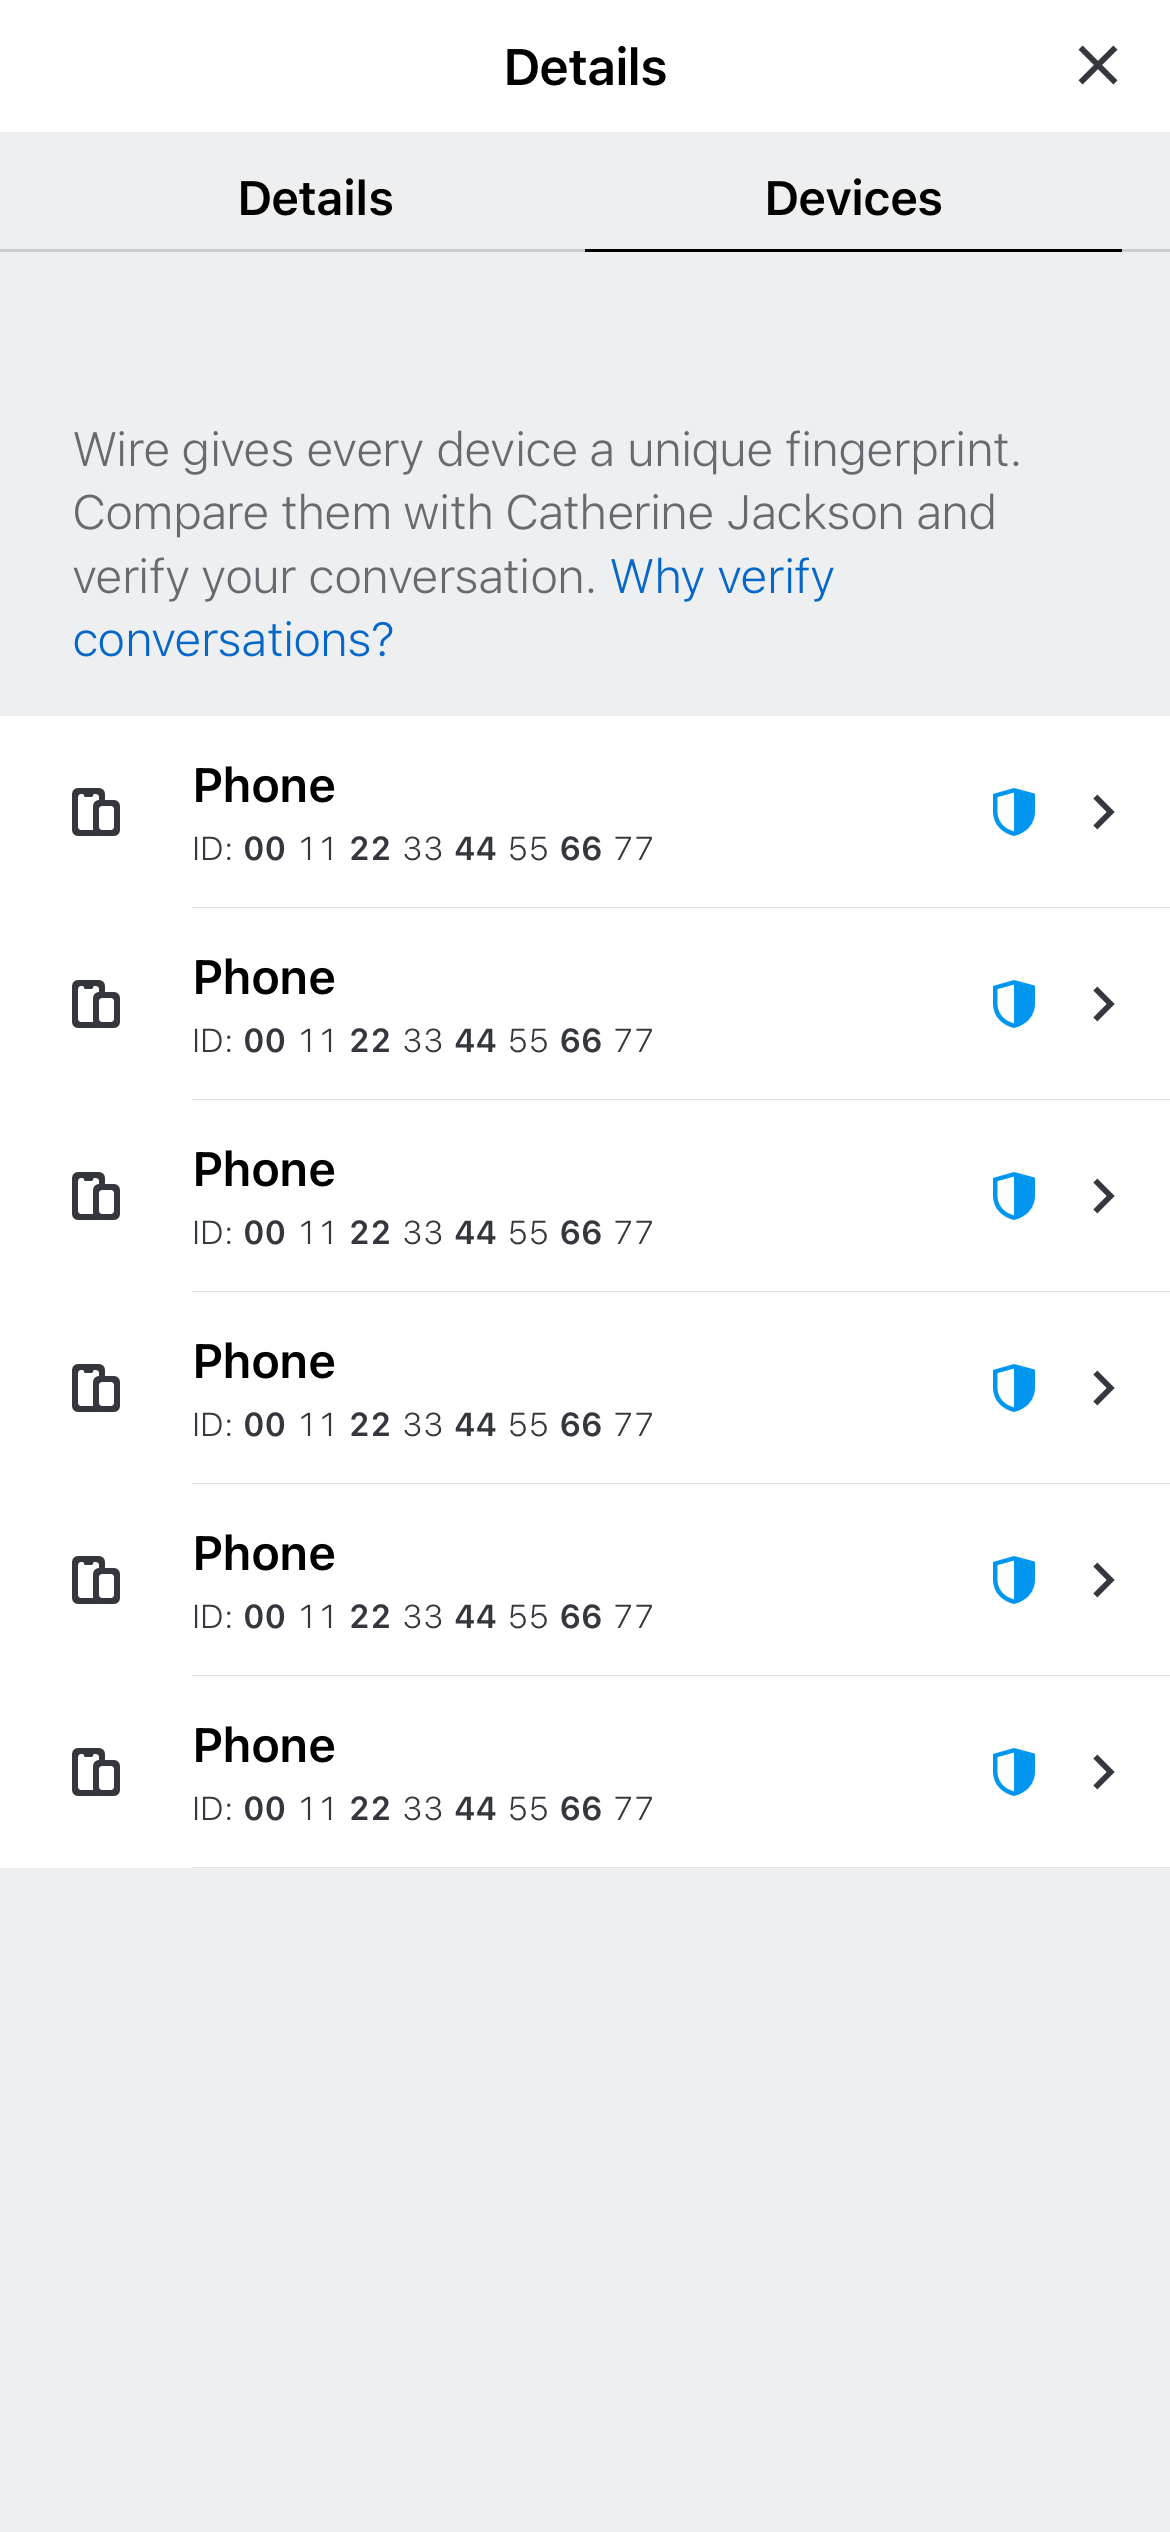 Details
Details
Devices
Wire gives every device a unique fingerprint.
Compare them with Catherine Jackson and
verify your conversation. Why verify
conversations?
Phone
ID: 00 11 22 33 44 55 66 77
Phone
ID: 00 11 22 33 44 55 66 77
Phone
ID: 00 11 22 33 44 55 66 77
Phone
ID: 00 11 22 33 44 55 66 77
Phone
ID: 00 11 22 33 44 55 66 77
Phone
ID: 00 11 22 33 44 55 66 77